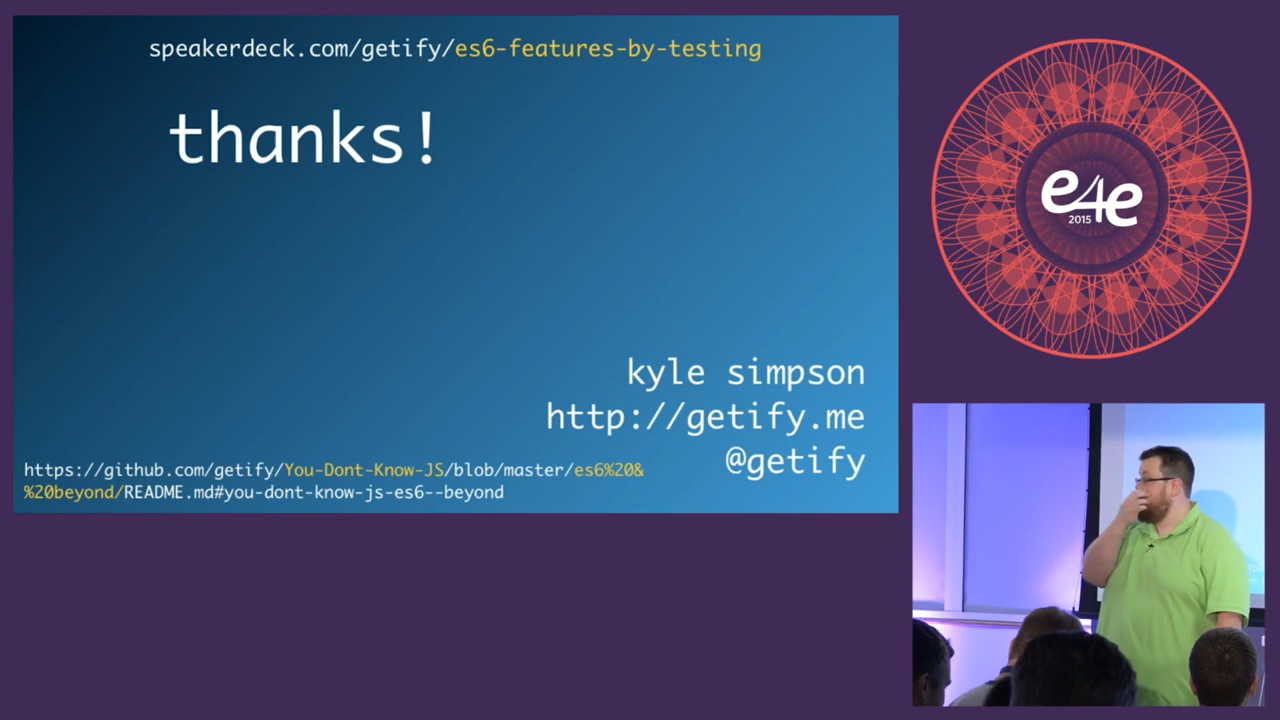 speakerdeck.com/getify/es6-features-by-testing
thanks!
kyle simpson
http://getify.me
@getify
https://github.com/getify/You-Dont-Know-JS/blob/master/es6%20&
%20beyond/README.md#you-dont-know-js-es6--beyond
e4e
2015